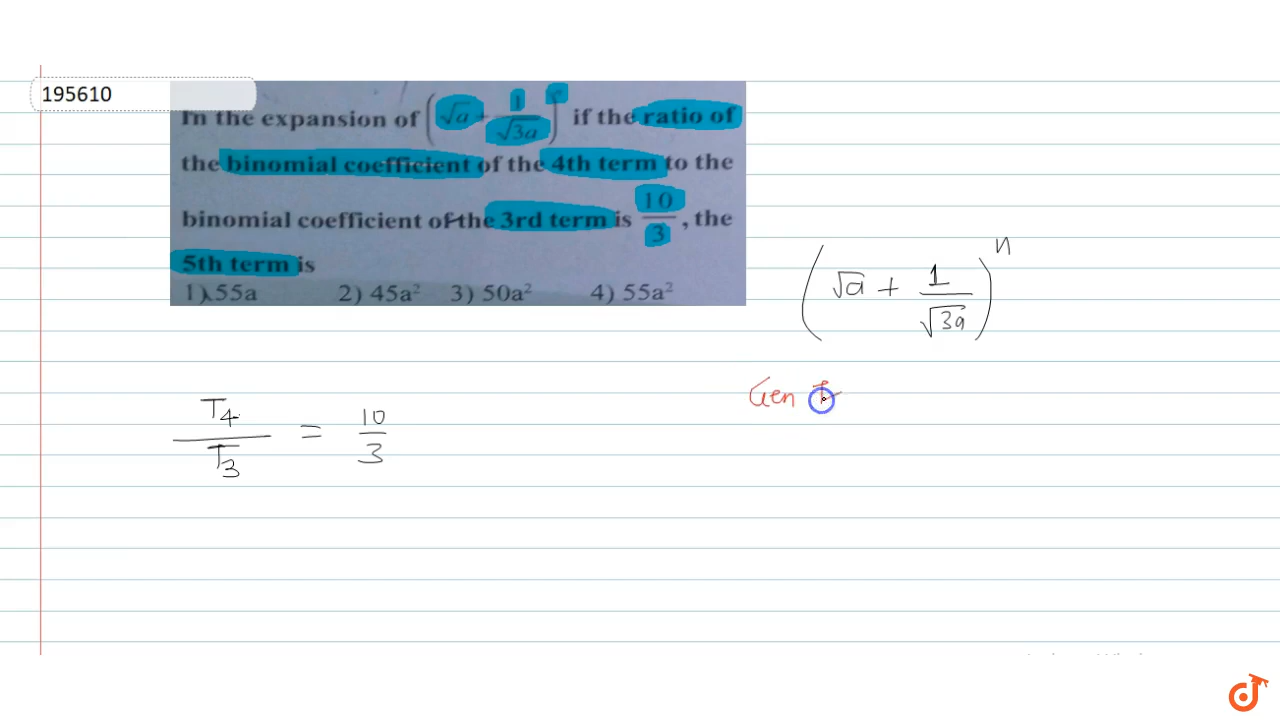 195610
In the expansion of (√a + 1/√3a)ⁿ if the ratio of
the binomial coefficient of the 4th term to the
binomial coefficient of the 3rd term is 10/3, the
5th term is
1) 55a 2) 45a² 3) 50a² 4) 55a²
(√a + 1/√3a)ⁿ
Gen
T₄/T₃ = 10/3